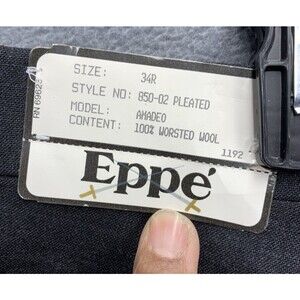 SIZE: 34R
STYLE NO: 850-02 PLEATED
MODEL: AMADEO
CONTENT: 100% WORSTED WOOL
1192
Eppé